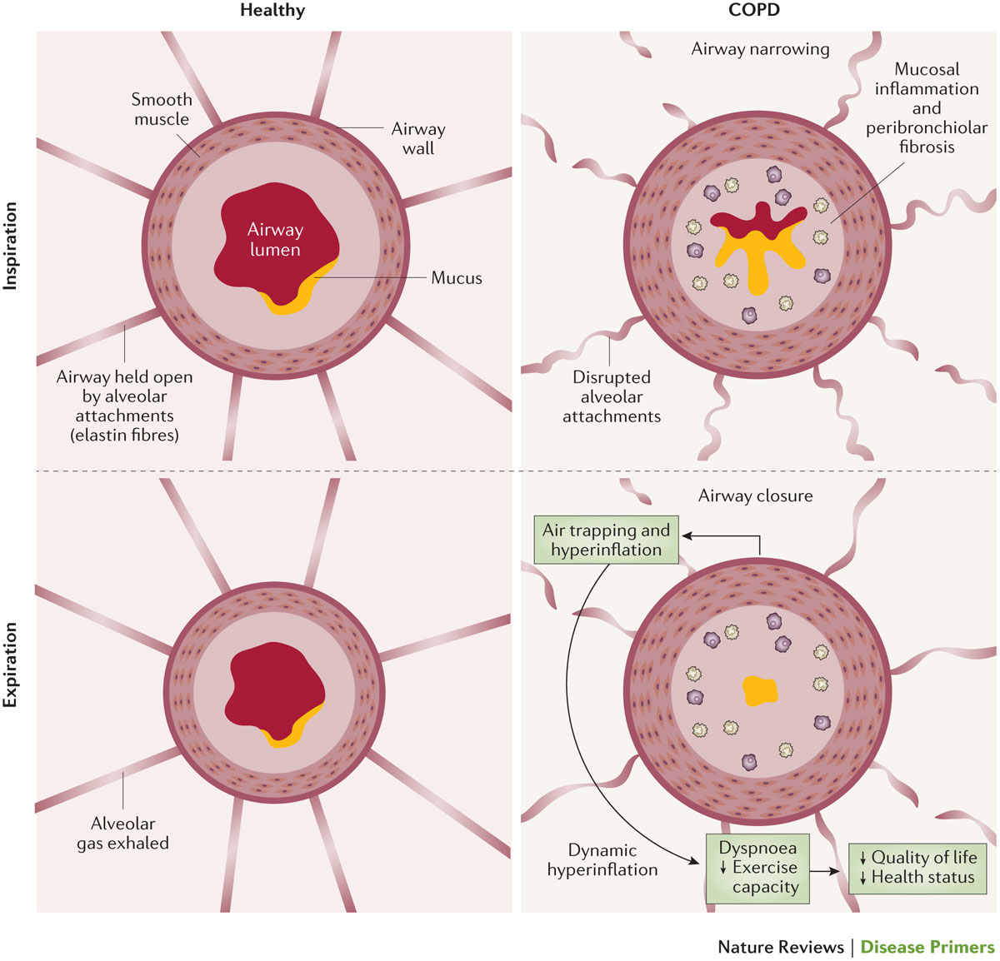 Healthy
COPD
Inspiration
Smooth
muscle
Airway
wall
Airway
lumen
Mucus
Airway held open
by alveolar
attachments
(elastin fibres)
Airway narrowing
Mucosal
inflammation
and
peribronchiolar
fibrosis
Disrupted
alveolar
attachments
Expiration
Alveolar
gas exhaled
Airway closure
Air trapping and
hyperinflation
Dynamic
hyperinflation
Dyspnoea
↓ Exercise
capacity
↓ Quality of life
↓ Health status
Nature Reviews | Disease Primers